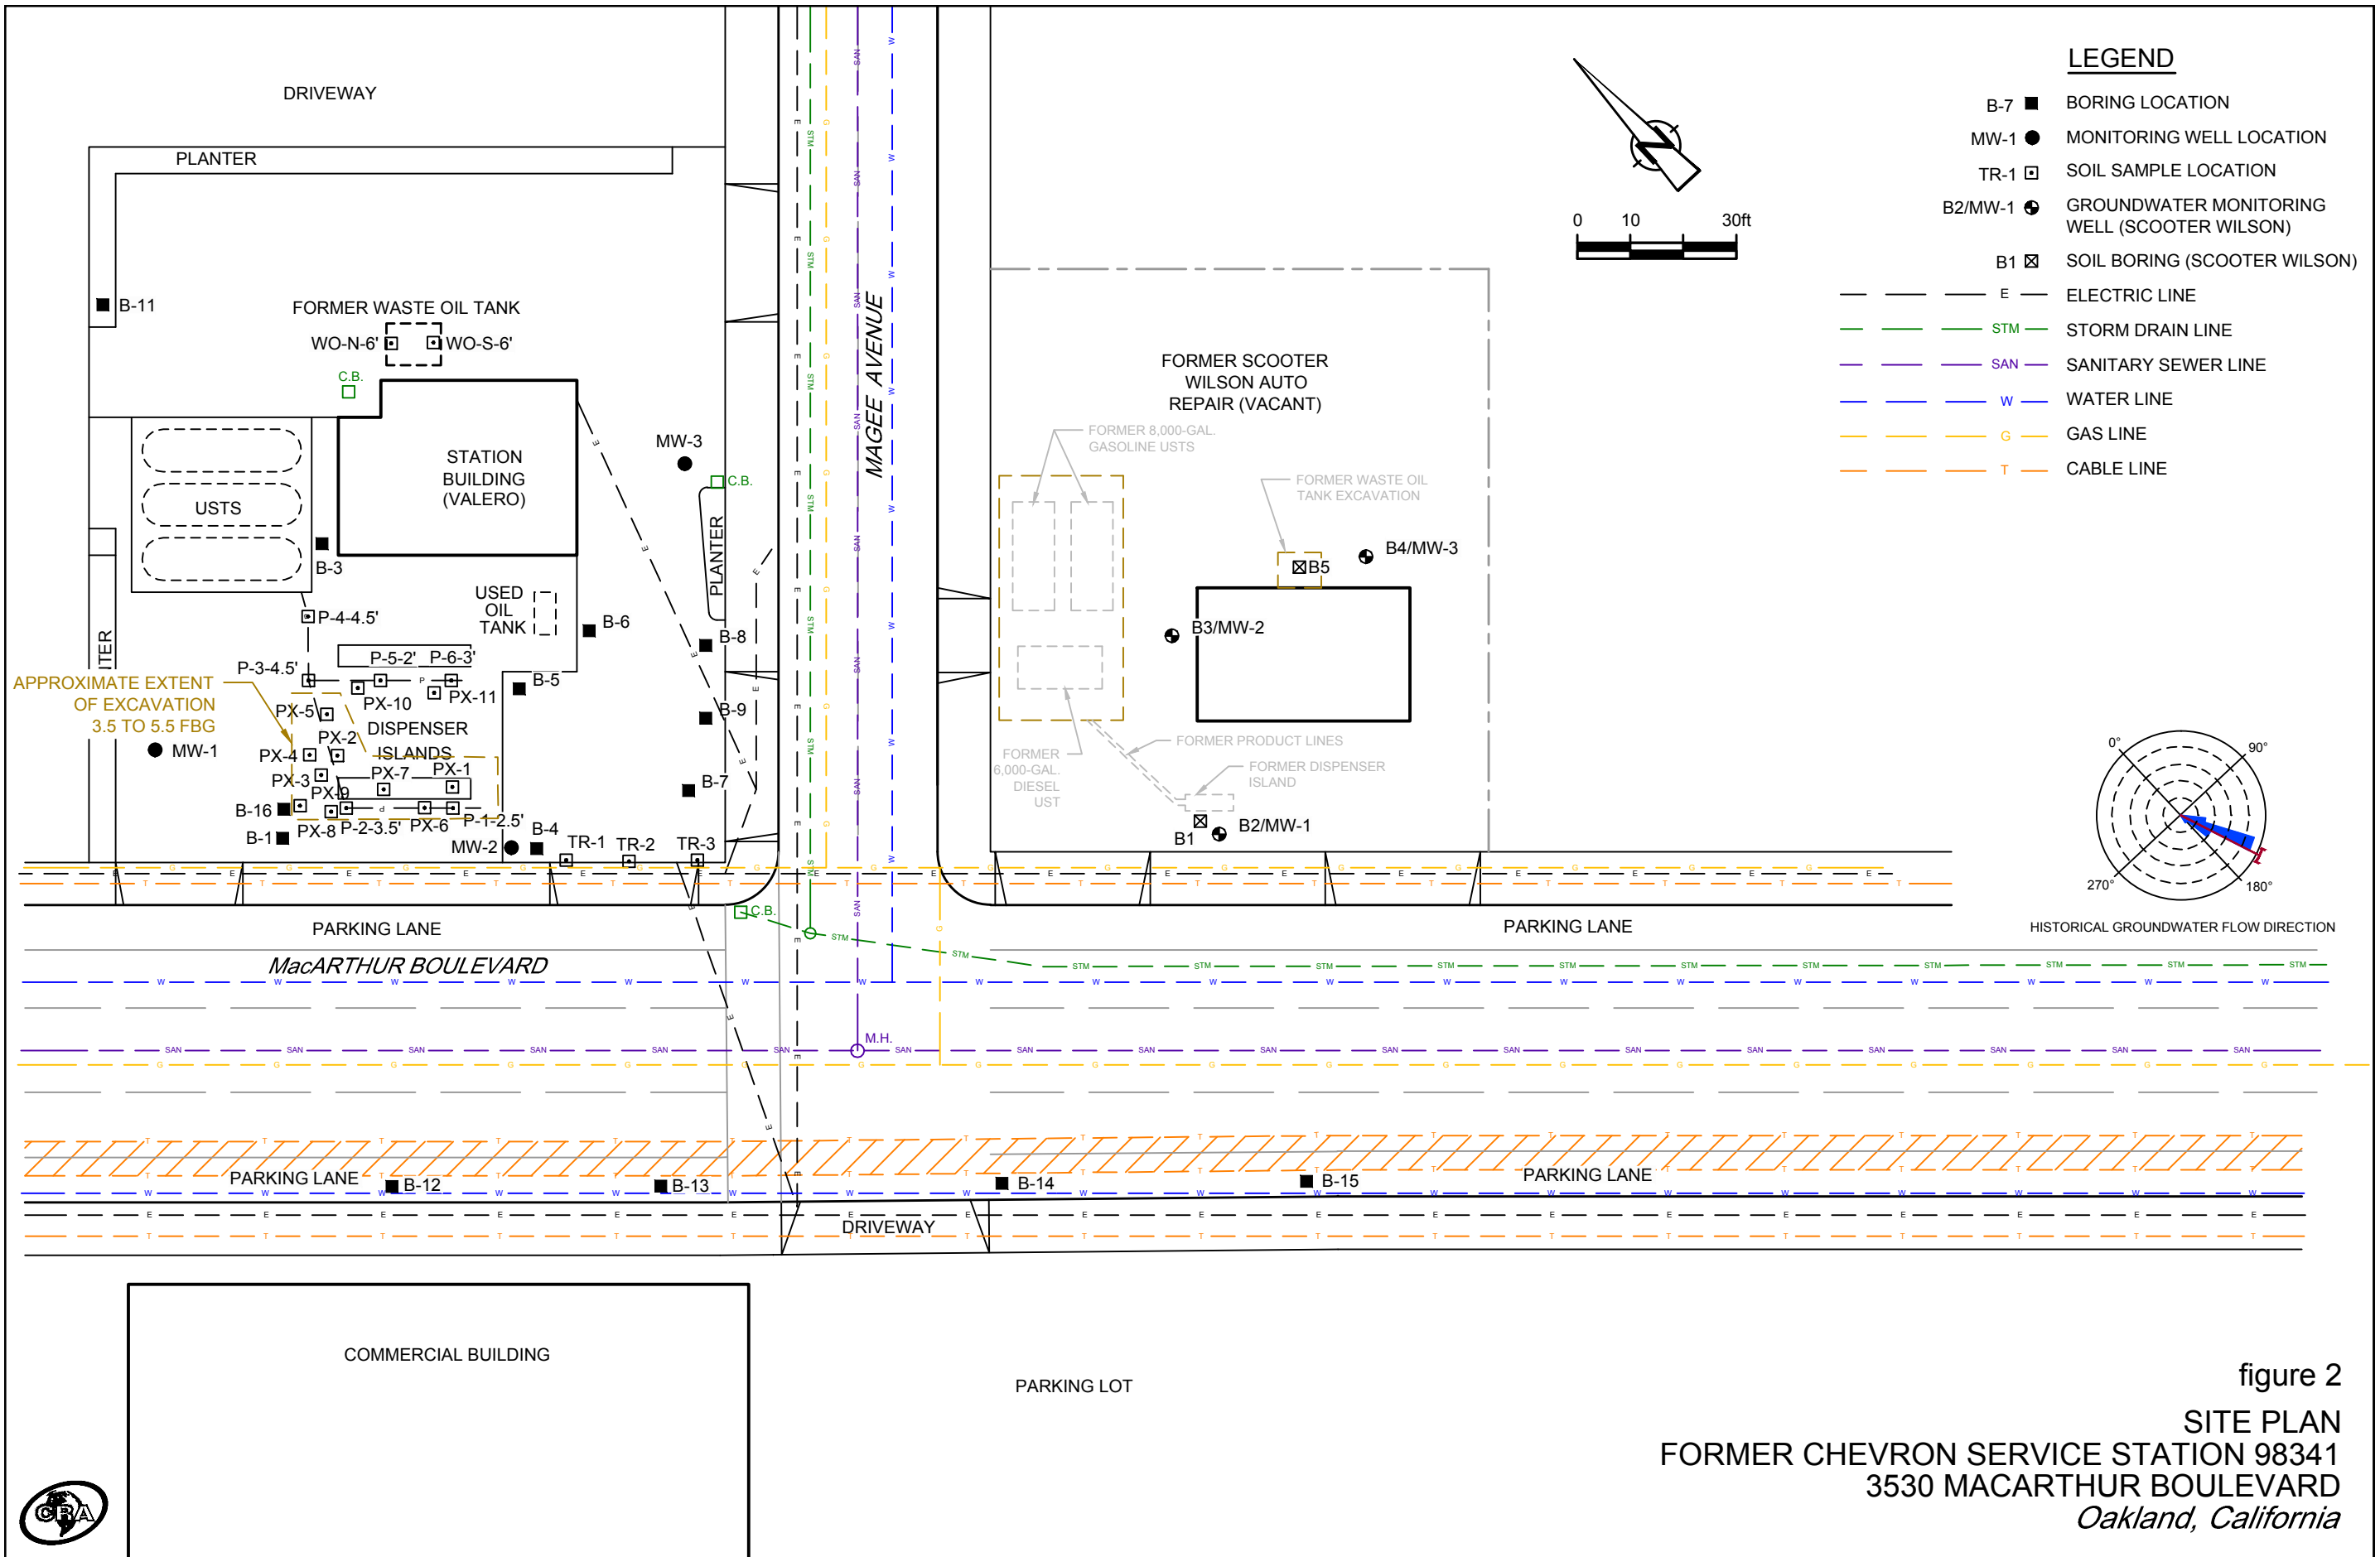 DRIVEWAY
PLANTER
B-11
FORMER WASTE OIL TANK
WO-N-6'
WO-S-6'
C.B.
STATION
BUILDING
(VALERO)
USTS
B-3
MW-3
C.B.
PLANTER
USED
OIL
TANK
B-6
B-8
P-4-4.5'
P-5-2'
P-6-3'
P-3-4.5'
P
PX-10
PX-11
B-5
B-9
APPROXIMATE EXTENT
OF EXCAVATION
3.5 TO 5.5 FBG
PX-5
DISPENSER
ISLANDS
PX-2
PX-4
MW-1
PX-3
PX-7
PX-1
PX-9
B-16
B-7
PX-8
P-2-3.5'
P
PX-6
P-1-2.5'
B-1
B-4
MW-2
TR-1
TR-2
TR-3
MAGEE AVENUE
FORMER SCOOTER
WILSON AUTO
REPAIR (VACANT)
FORMER 8,000-GAL.
GASOLINE USTS
FORMER WASTE OIL
TANK EXCAVATION
B4/MW-3
B5
B3/MW-2
FORMER PRODUCT LINES
FORMER
6,000-GAL.
DIESEL
UST
FORMER DISPENSER
ISLAND
B1
B2/MW-1
N
0 10 30ft
LEGEND
B-7 BORING LOCATION
MW-1 MONITORING WELL LOCATION
TR-1 SOIL SAMPLE LOCATION
B2/MW-1 GROUNDWATER MONITORING
WELL (SCOOTER WILSON)
B1 SOIL BORING (SCOOTER WILSON)
E ELECTRIC LINE
STM STORM DRAIN LINE
SAN SANITARY SEWER LINE
W WATER LINE
G GAS LINE
T CABLE LINE
0°
90°
270°
180°
HISTORICAL GROUNDWATER FLOW DIRECTION
C.B.
PARKING LANE
PARKING LANE
MacARTHUR BOULEVARD
M.H.
PARKING LANE
B-12
B-13
B-14
B-15
PARKING LANE
DRIVEWAY
COMMERCIAL BUILDING
PARKING LOT
CRA
figure 2
SITE PLAN
FORMER CHEVRON SERVICE STATION 98341
3530 MACARTHUR BOULEVARD
Oakland, California